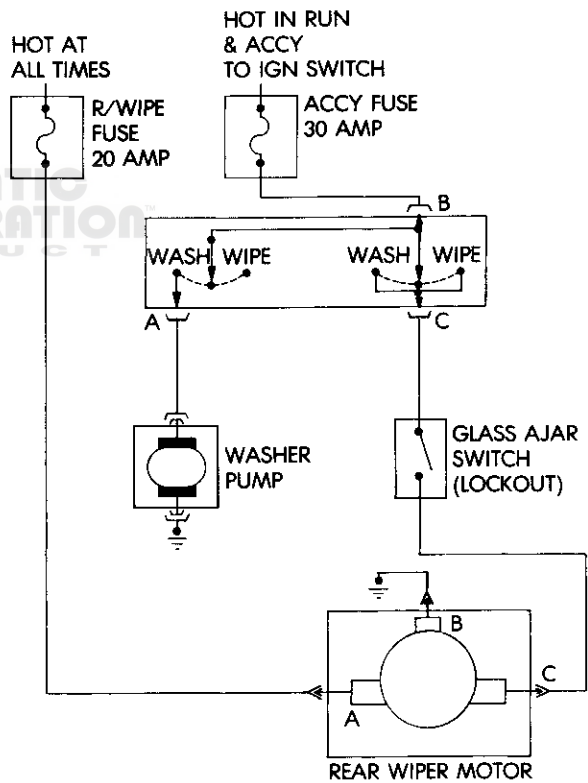 HOT AT
ALL TIMES
HOT IN RUN
& ACCY
TO IGN SWITCH
R/WIPE
FUSE
20 AMP
ACCY FUSE
30 AMP
B
WASH WIPE
WASH WIPE
A
C
WASHER
PUMP
GLASS AJAR
SWITCH
(LOCKOUT)
B
C
A
REAR WIPER MOTOR